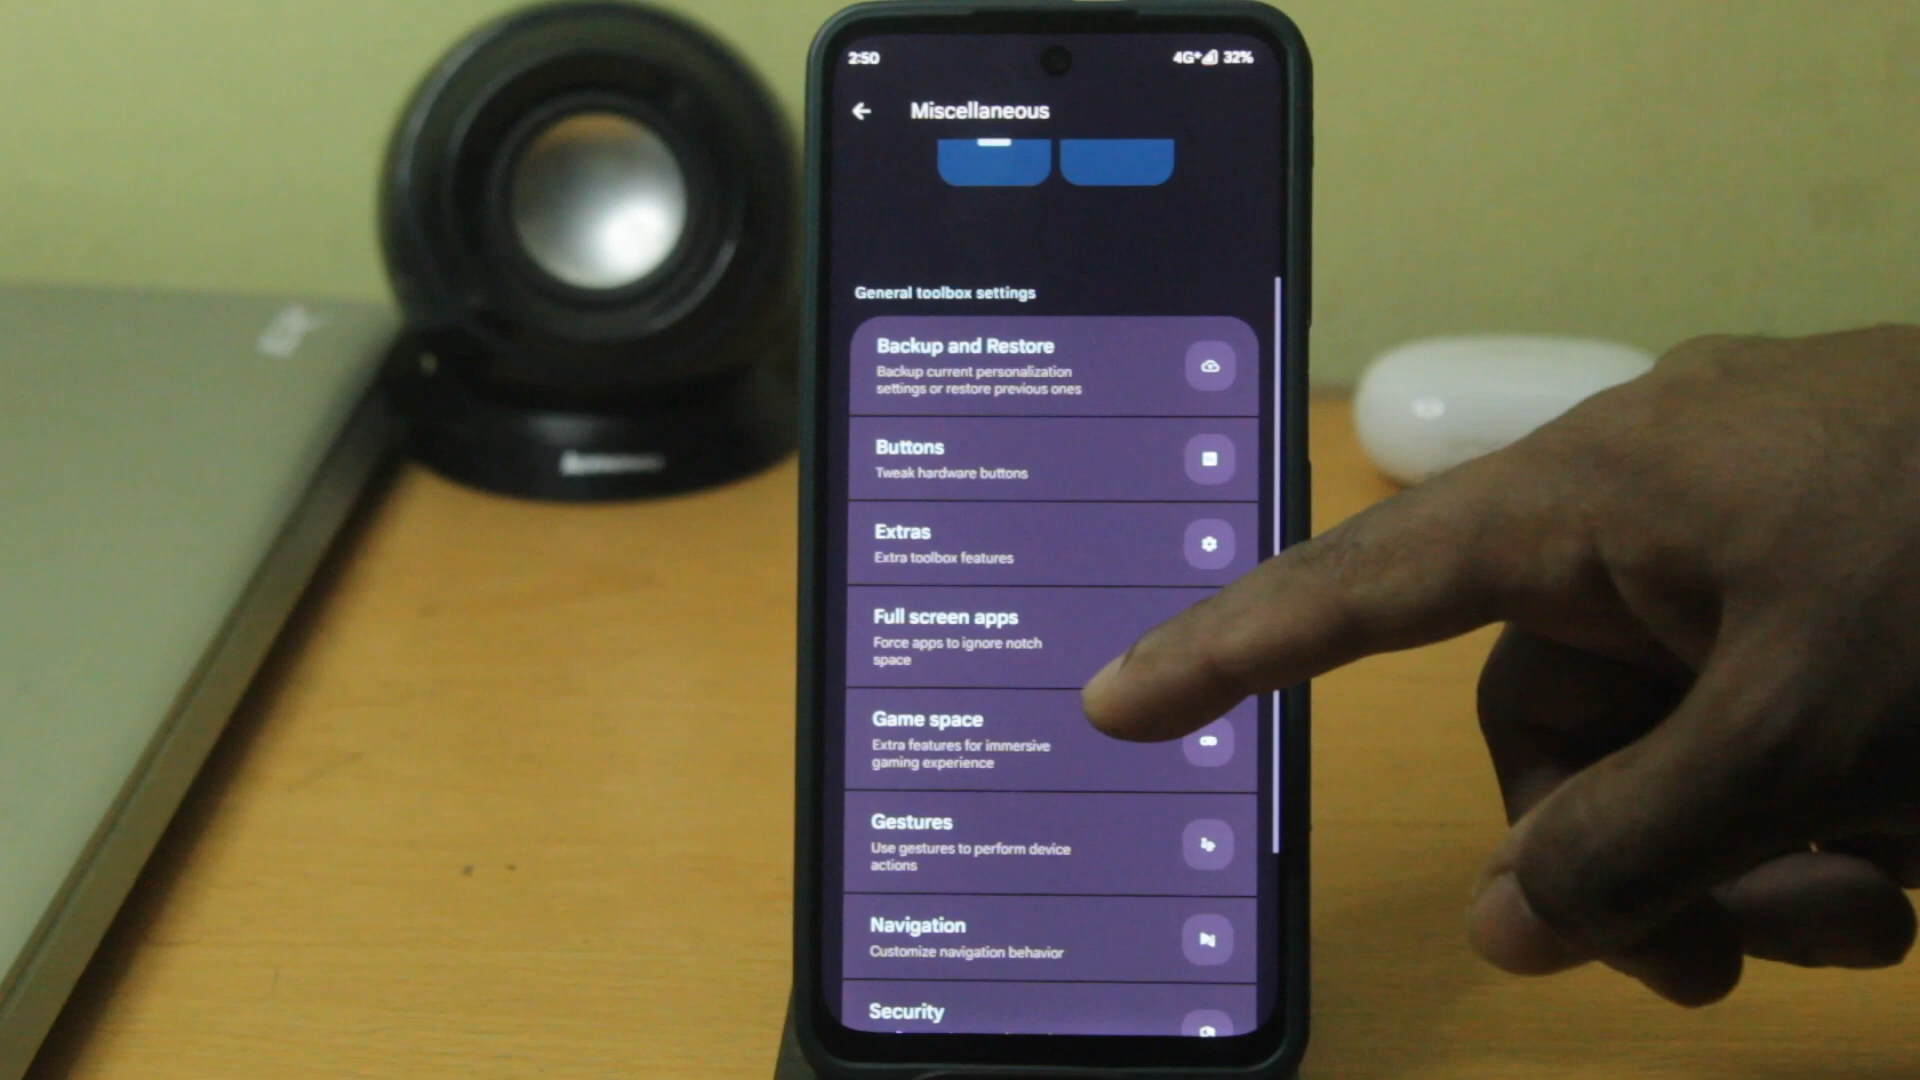 2:50
4G+ 32%
Miscellaneous
General toolbox settings
Backup and Restore
Backup current personalization
settings or restore previous ones
Buttons
Tweak hardware buttons
Extras
Extra toolbox features
Full screen apps
Force apps to ignore notch
space
Game space
Extra features for immersive
gaming experience
Gestures
Use gestures to perform device
actions
Navigation
Customize navigation behavior
Security